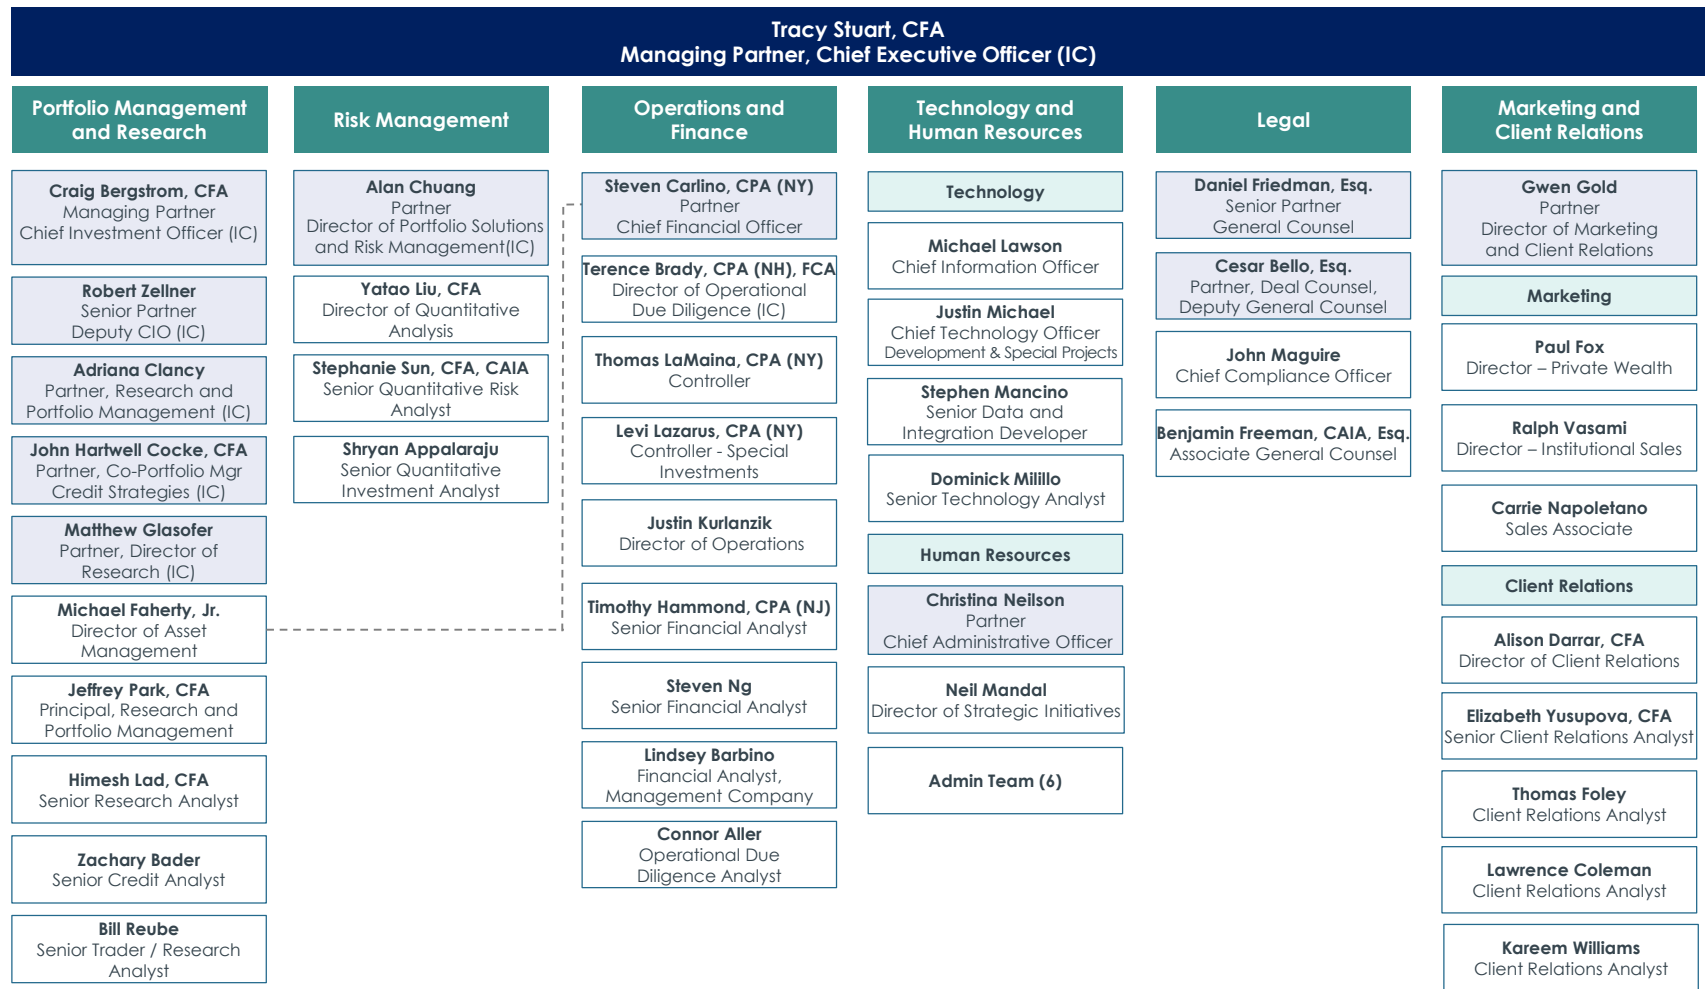 Tracy Stuart, CFA
Managing Partner, Chief Executive Officer (IC)
Portfolio Management
and Research
Craig Bergstrom, CFA
Managing Partner
Chief Investment Officer (IC)
Robert Zellner
Senior Partner
Deputy CIO (IC)
Adriana Clancy
Partner, Research and
Portfolio Management (IC)
John Hartwell Cocke, CFA
Partner, Co-Portfolio Mgr
Credit Strategies (IC)
Matthew Glasofer
Partner, Director of
Research (IC)
Michael Faherty, Jr.
Director of Asset
Management
Jeffrey Park, CFA
Principal, Research and
Portfolio Management
Himesh Lad, CFA
Senior Research Analyst
Zachary Bader
Senior Credit Analyst
Bill Reube
Senior Trader / Research
Analyst
Risk Management
Alan Chuang
Partner
Director of Portfolio Solutions
and Risk Management(IC)
Yatao Liu, CFA
Director of Quantitative
Analysis
Stephanie Sun, CFA, CAIA
Senior Quantitative Risk
Analyst
Shryan Appalaraju
Senior Quantitative
Investment Analyst
Operations and
Finance
Steven Carlino, CPA (NY)
Partner
Chief Financial Officer
Terence Brady, CPA (NH), FCA
Director of Operational
Due Diligence (IC)
Thomas LaMaina, CPA (NY)
Controller
Levi Lazarus, CPA (NY)
Controller - Special
Investments
Justin Kurlanzik
Director of Operations
Timothy Hammond, CPA (NJ)
Senior Financial Analyst
Steven Ng
Senior Financial Analyst
Lindsey Barbino
Financial Analyst,
Management Company
Connor Aller
Operational Due
Diligence Analyst
Technology and
Human Resources
Technology
Michael Lawson
Chief Information Officer
Justin Michael
Chief Technology Officer
Development & Special Projects
Stephen Mancino
Senior Data and
Integration Developer
Dominick Milillo
Senior Technology Analyst
Human Resources
Christina Neilson
Partner
Chief Administrative Officer
Neil Mandal
Director of Strategic Initiatives
Admin Team (6)
Legal
Daniel Friedman, Esq.
Senior Partner
General Counsel
Cesar Bello, Esq.
Partner, Deal Counsel,
Deputy General Counsel
John Maguire
Chief Compliance Officer
Benjamin Freeman, CAIA, Esq.
Associate General Counsel
Marketing and
Client Relations
Gwen Gold
Partner
Director of Marketing
and Client Relations
Marketing
Paul Fox
Director – Private Wealth
Ralph Vasami
Director – Institutional Sales
Carrie Napoletano
Sales Associate
Client Relations
Alison Darrar, CFA
Director of Client Relations
Elizabeth Yusupova, CFA
Senior Client Relations Analyst
Thomas Foley
Client Relations Analyst
Lawrence Coleman
Client Relations Analyst
Kareem Williams
Client Relations Analyst